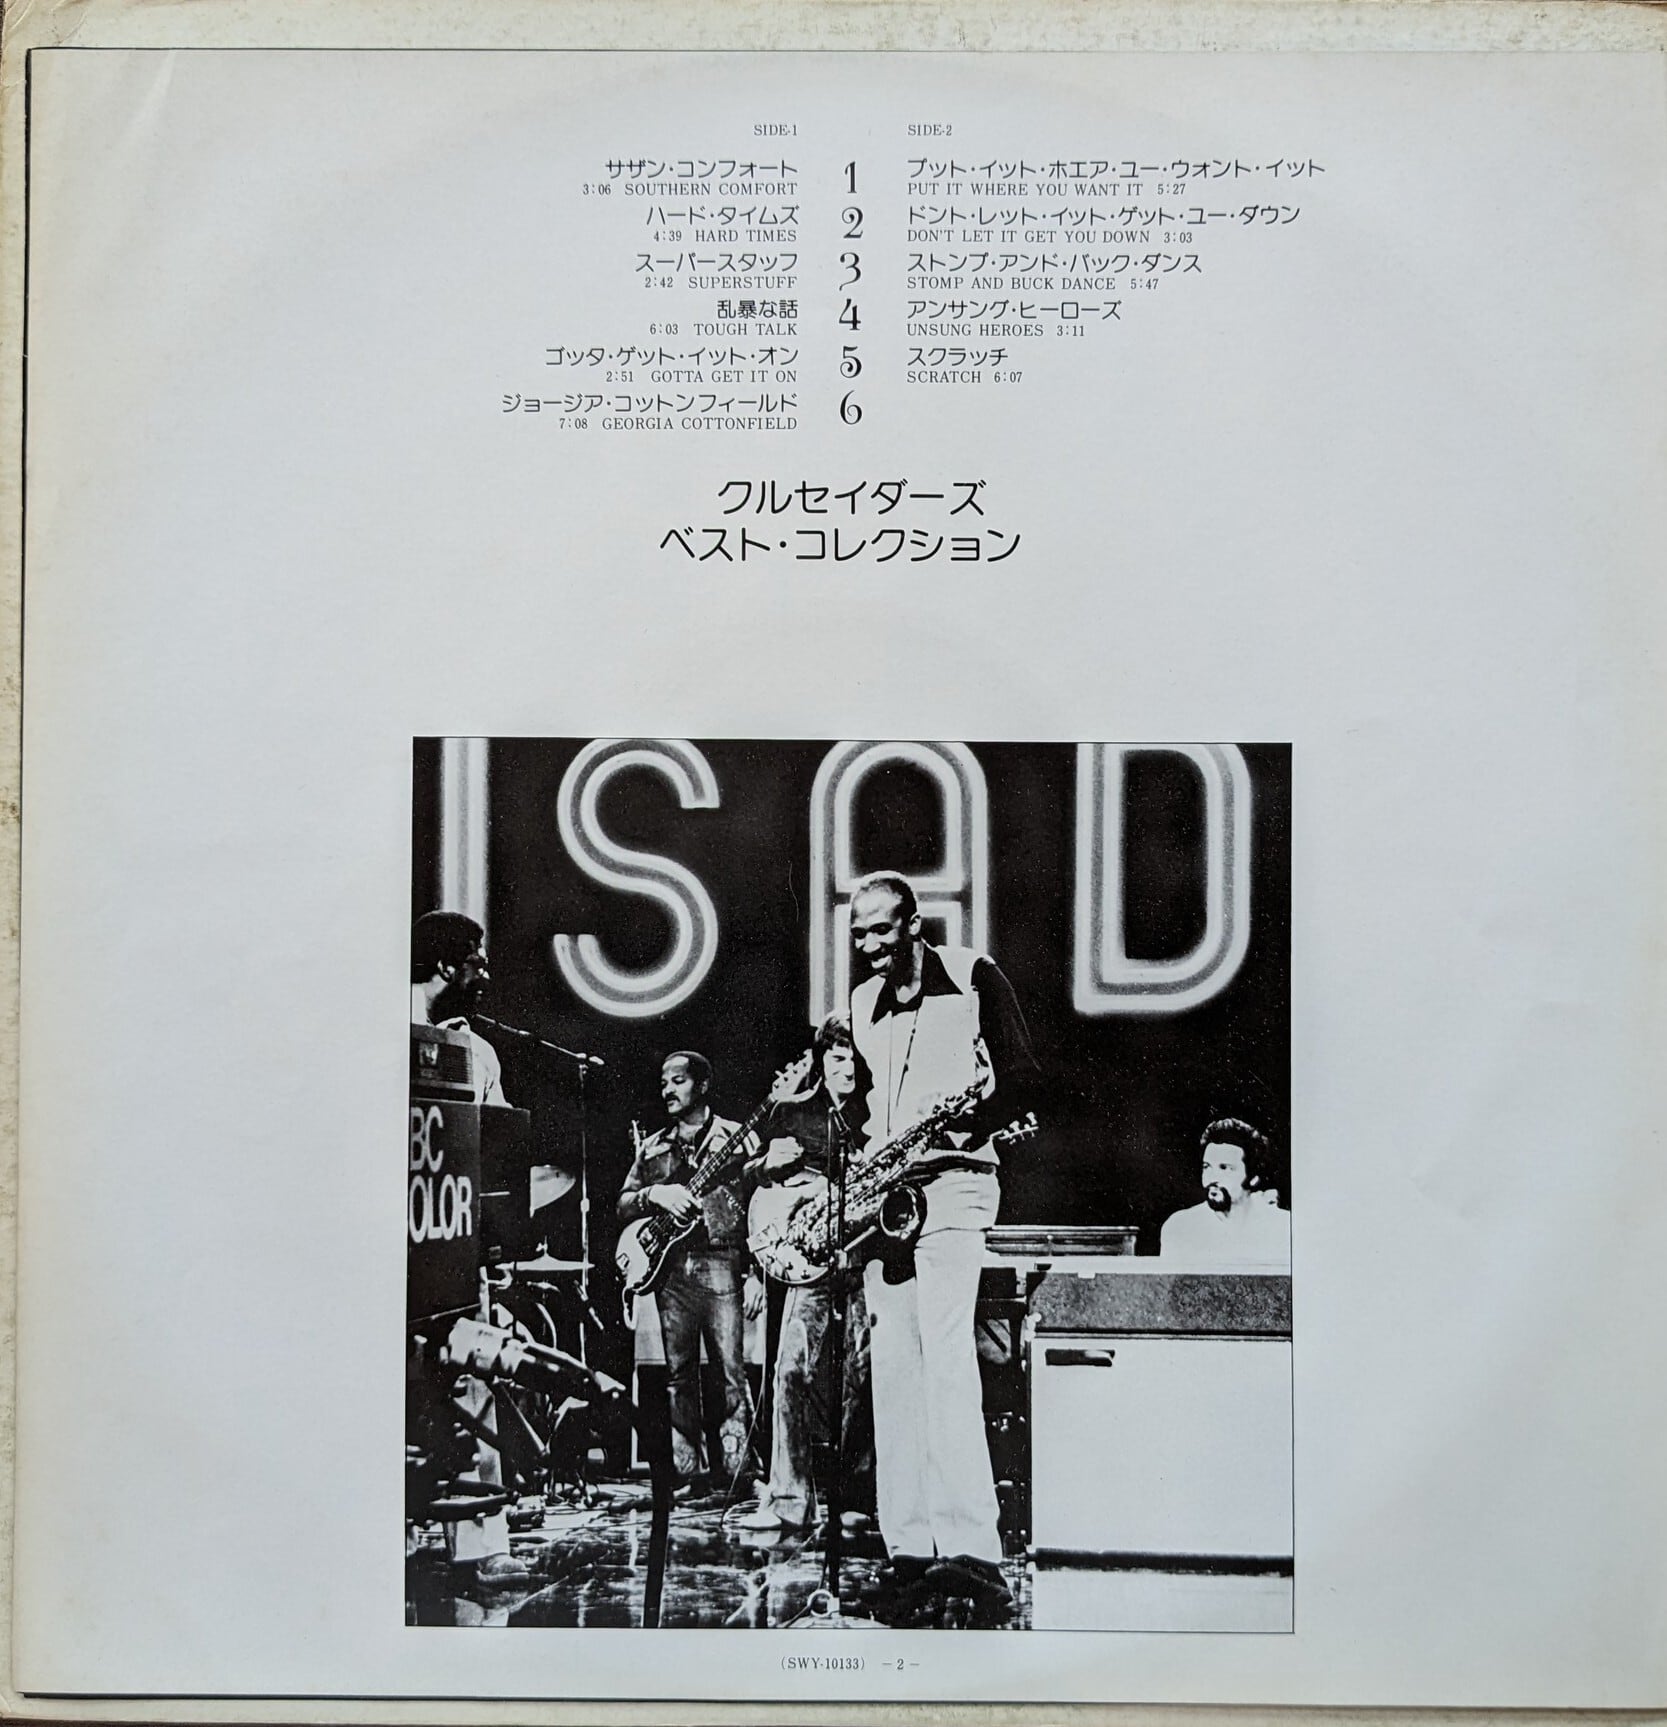 SIDE-1
サザン・コンフォート
3:06 SOUTHERN COMFORT
ハード・タイムズ
4:39 HARD TIMES
スーパースタッフ
2:42 SUPERSTUFF
乱暴な話
6:03 TOUGH TALK
ゴッタ・ゲット・イット・オン
2:51 GOTTA GET IT ON
ジョージア・コットンフィールド
7:08 GEORGIA COTTONFIELD
1
2
3
4
5
6
SIDE-2
プット・イット・ホエア・ユー・ウォント・イット
PUT IT WHERE YOU WANT IT 5:27
ドント・レット・イット・ゲット・ユー・ダウン
DON'T LET IT GET YOU DOWN 3:03
ストンプ・アンド・バック・ダンス
STOMP AND BUCK DANCE 5:47
アンサング・ヒーローズ
UNSUNG HEROES 3:11
スクラッチ
SCRATCH 6:07
クルセイダーズ
ベスト・コレクション
ISAD
BC
OLOR
(SWY-10133) -2-